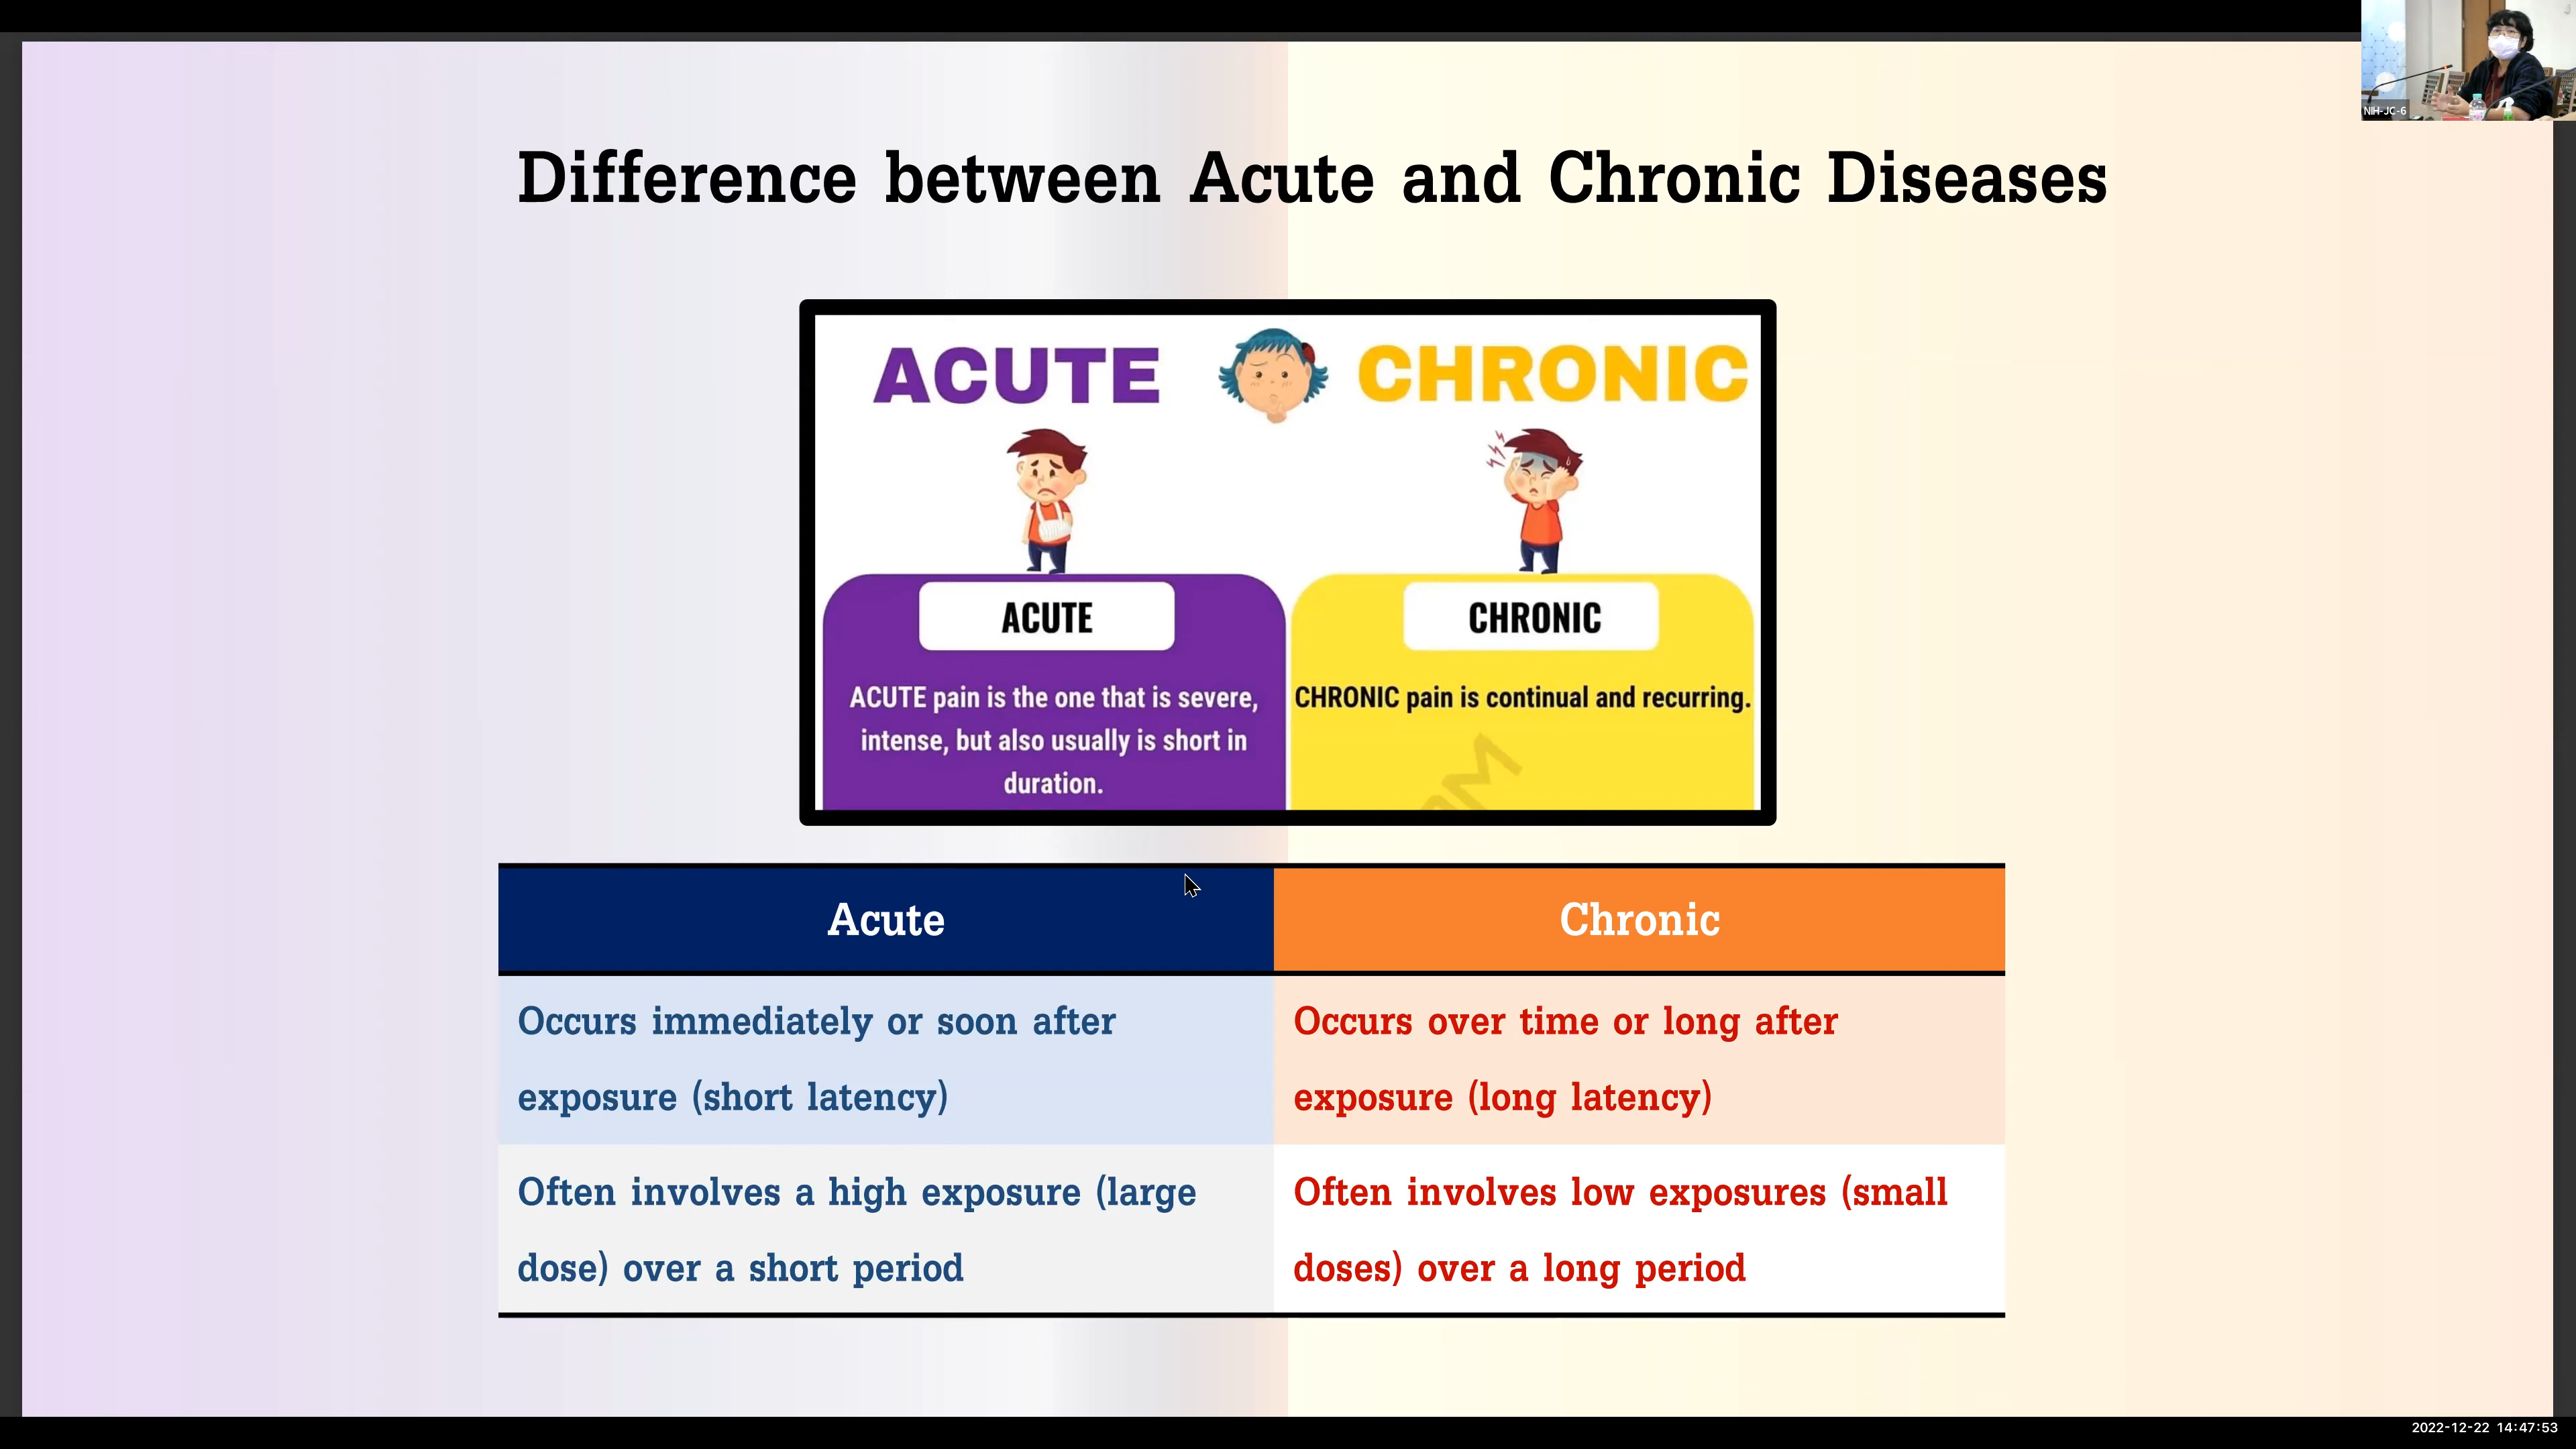 NIH-JC-6
Difference between Acute and Chronic Diseases
ACUTE
CHRONIC
ACUTE
ACUTE pain is the one that is severe,
intense, but also usually is short in
duration.
CHRONIC
CHRONIC pain is continual and recurring.
Acute
Chronic
Occurs immediately or soon after
exposure (short latency)
Occurs over time or long after
exposure (long latency)
Often involves a high exposure (large
dose) over a short period
Often involves low exposures (small
doses) over a long period
2022-12-22 14:47:53